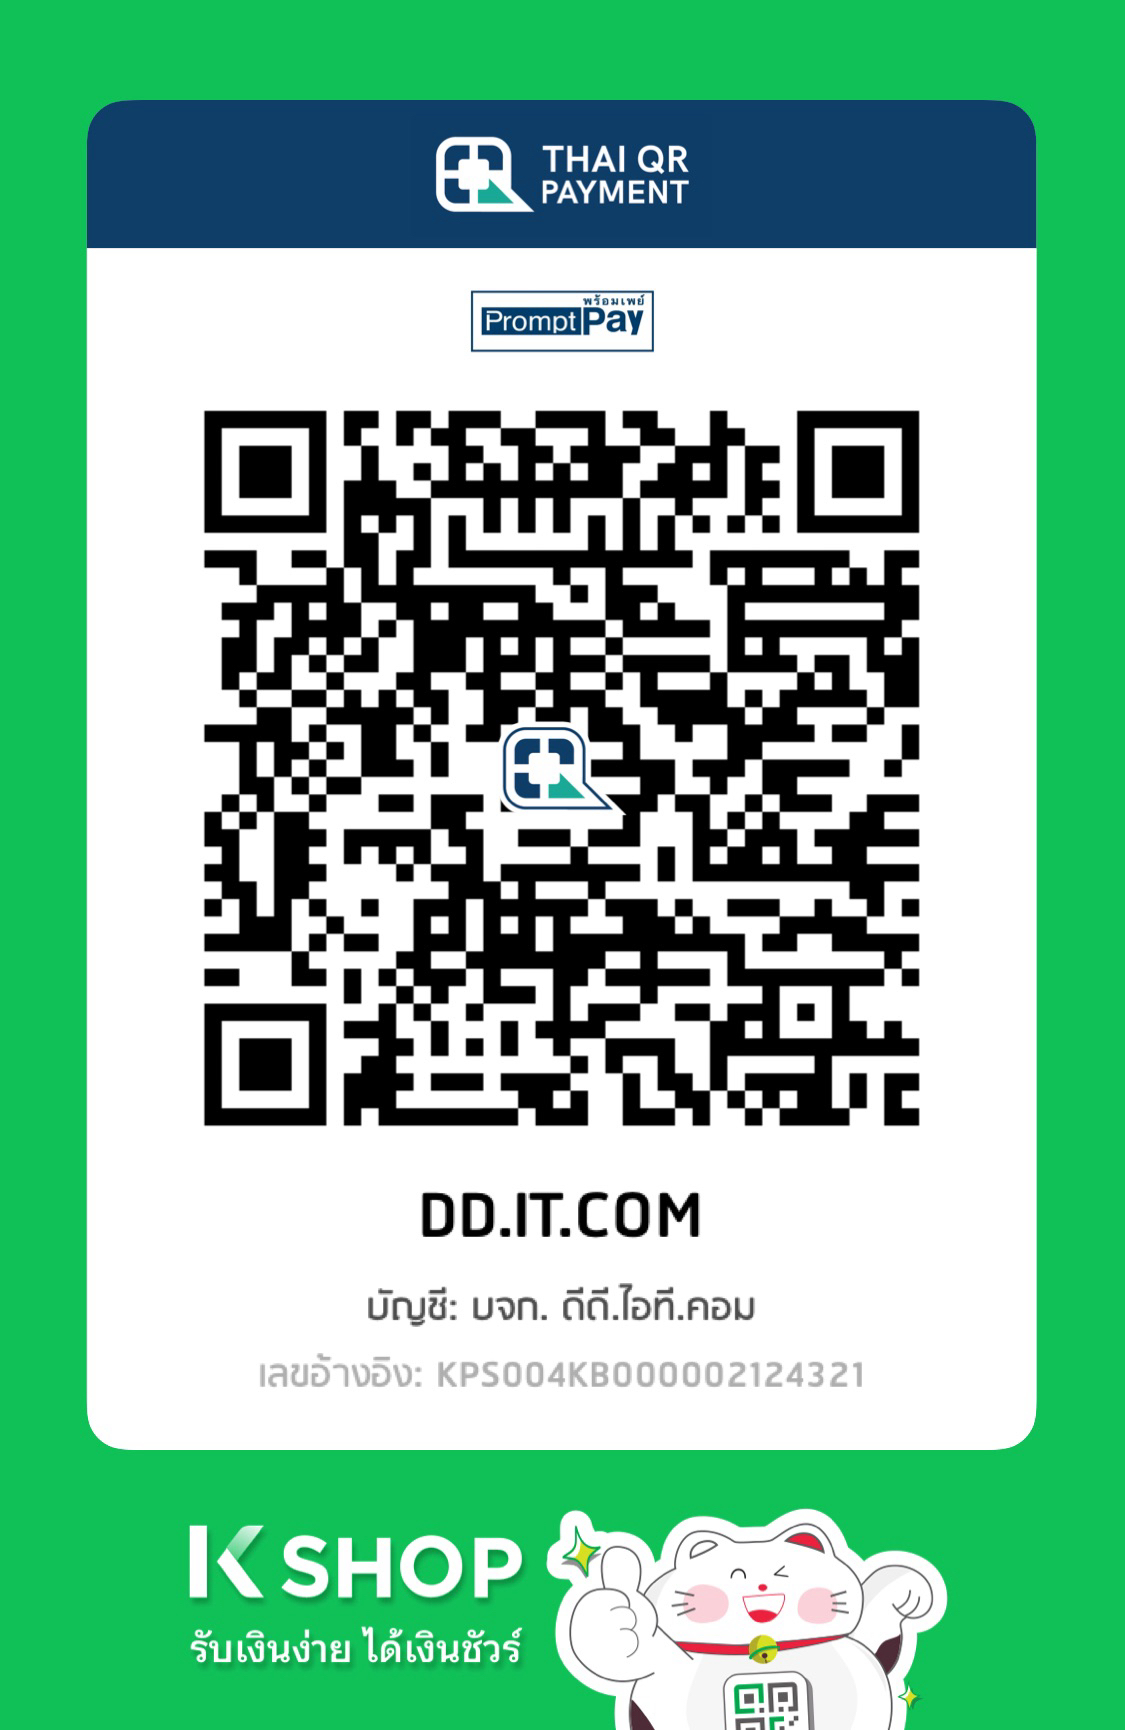 THAI QR
PAYMENT
พร้อมเพย์
PromptPay
DD.IT.COM
บัญชี: บจก. ดีดี.ไอที.คอม
เลขอ้างอิง: KPS004KB000002124321
K SHOP
รับเงินง่าย ได้เงินชัวร์